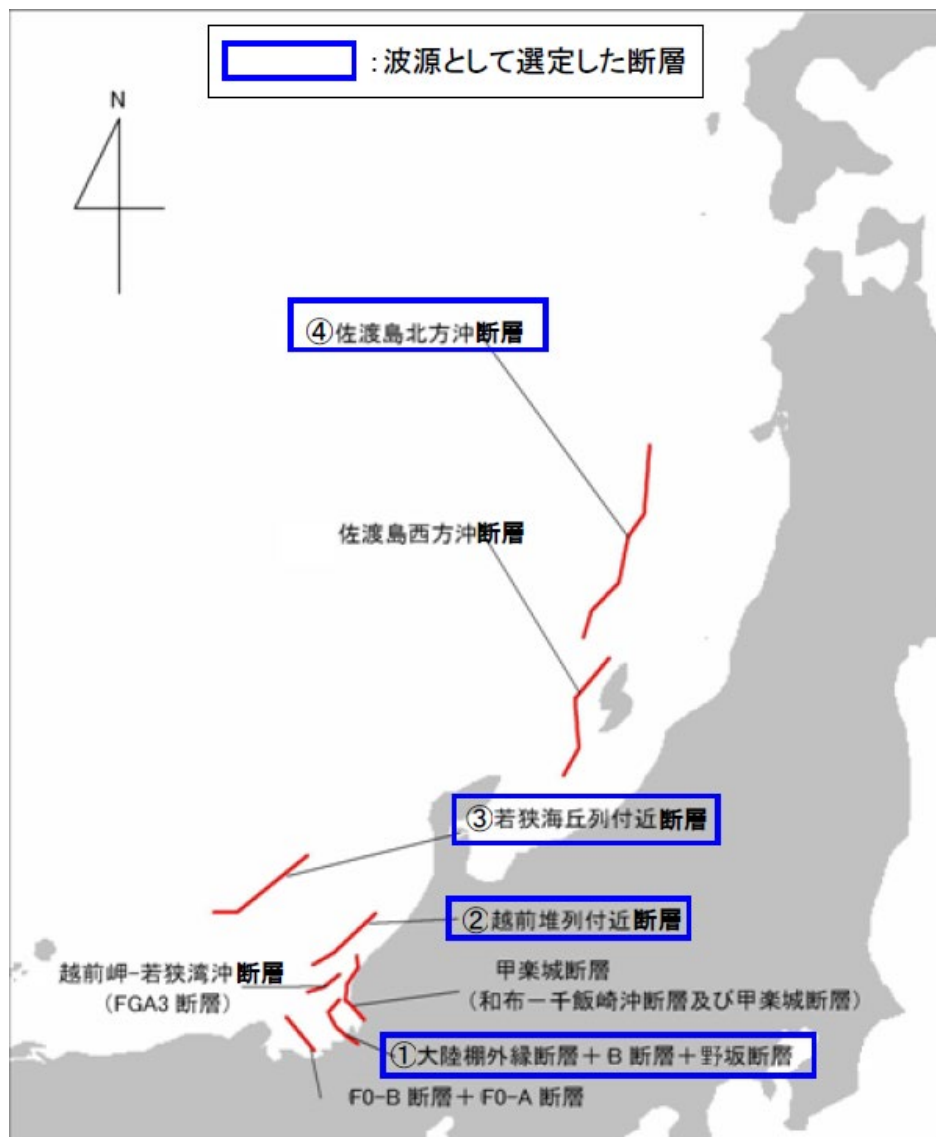 ：波源として選定した断層
N
④佐渡島北方沖断層
佐渡島西方沖断層
③若狭海丘列付近断層
②越前堆列付近断層
越前岬－若狭湾沖断層
（FGA3 断層）
甲楽城断層
（和布－干飯崎沖断層及び甲楽城断層）
①大陸棚外縁断層＋B 断層＋野坂断層
F0-B 断層＋F0-A 断層